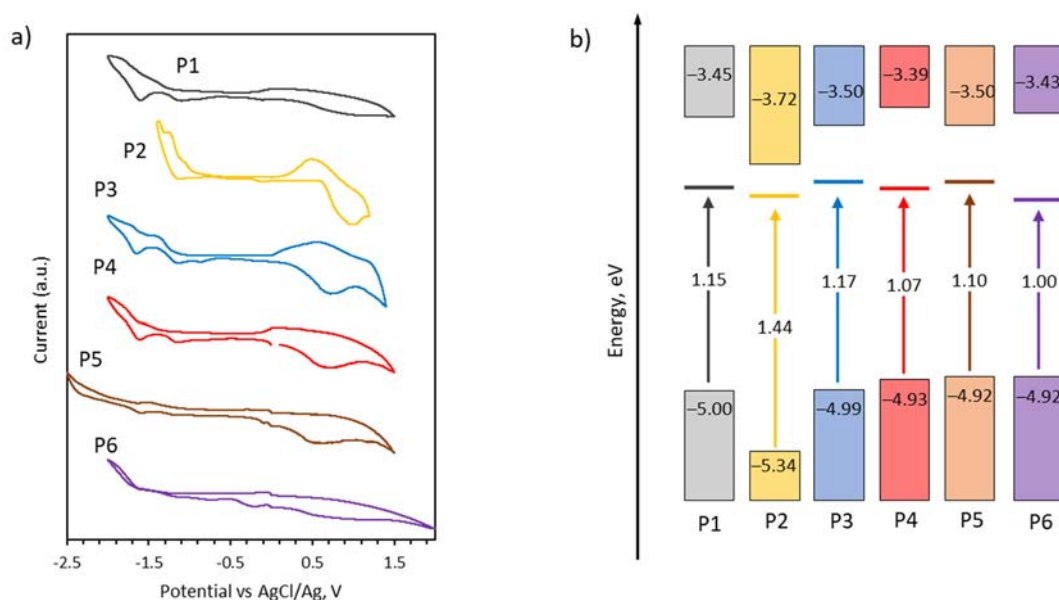 a)
P1
P2
P3
P4
P5
P6
Current (a.u.)
-2.5 -1.5 -0.5 0.5 1.5
Potential vs AgCl/Ag, V
b)
Energy, eV
−3.45 −3.72 −3.50 −3.39 −3.50 −3.43
1.15 1.44 1.17 1.07 1.10 1.00
−5.00 −5.34 −4.99 −4.93 −4.92 −4.92
P1 P2 P3 P4 P5 P6